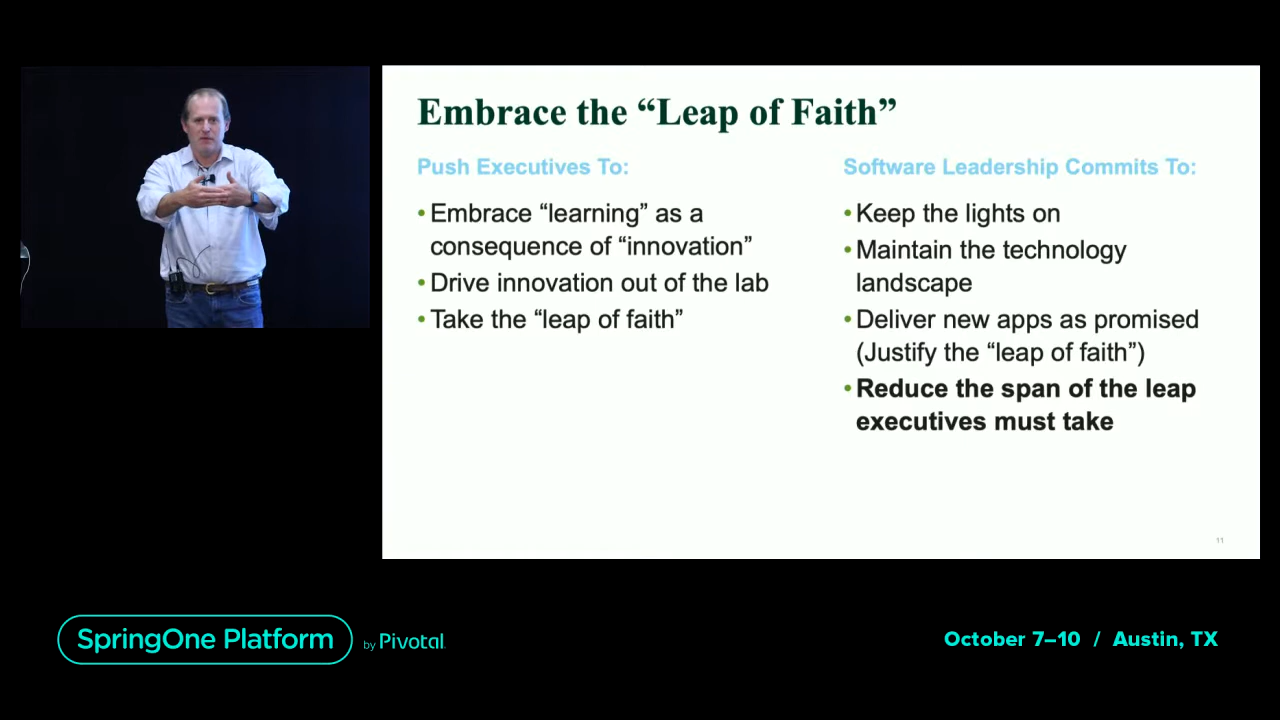 Embrace the “Leap of Faith”
Push Executives To:
•Embrace “learning” as a
consequence of “innovation”
•Drive innovation out of the lab
•Take the “leap of faith”
Software Leadership Commits To:
•Keep the lights on
•Maintain the technology
landscape
•Deliver new apps as promised
(Justify the “leap of faith”)
•Reduce the span of the leap
executives must take
11
SpringOne Platform by Pivotal
October 7–10 / Austin, TX